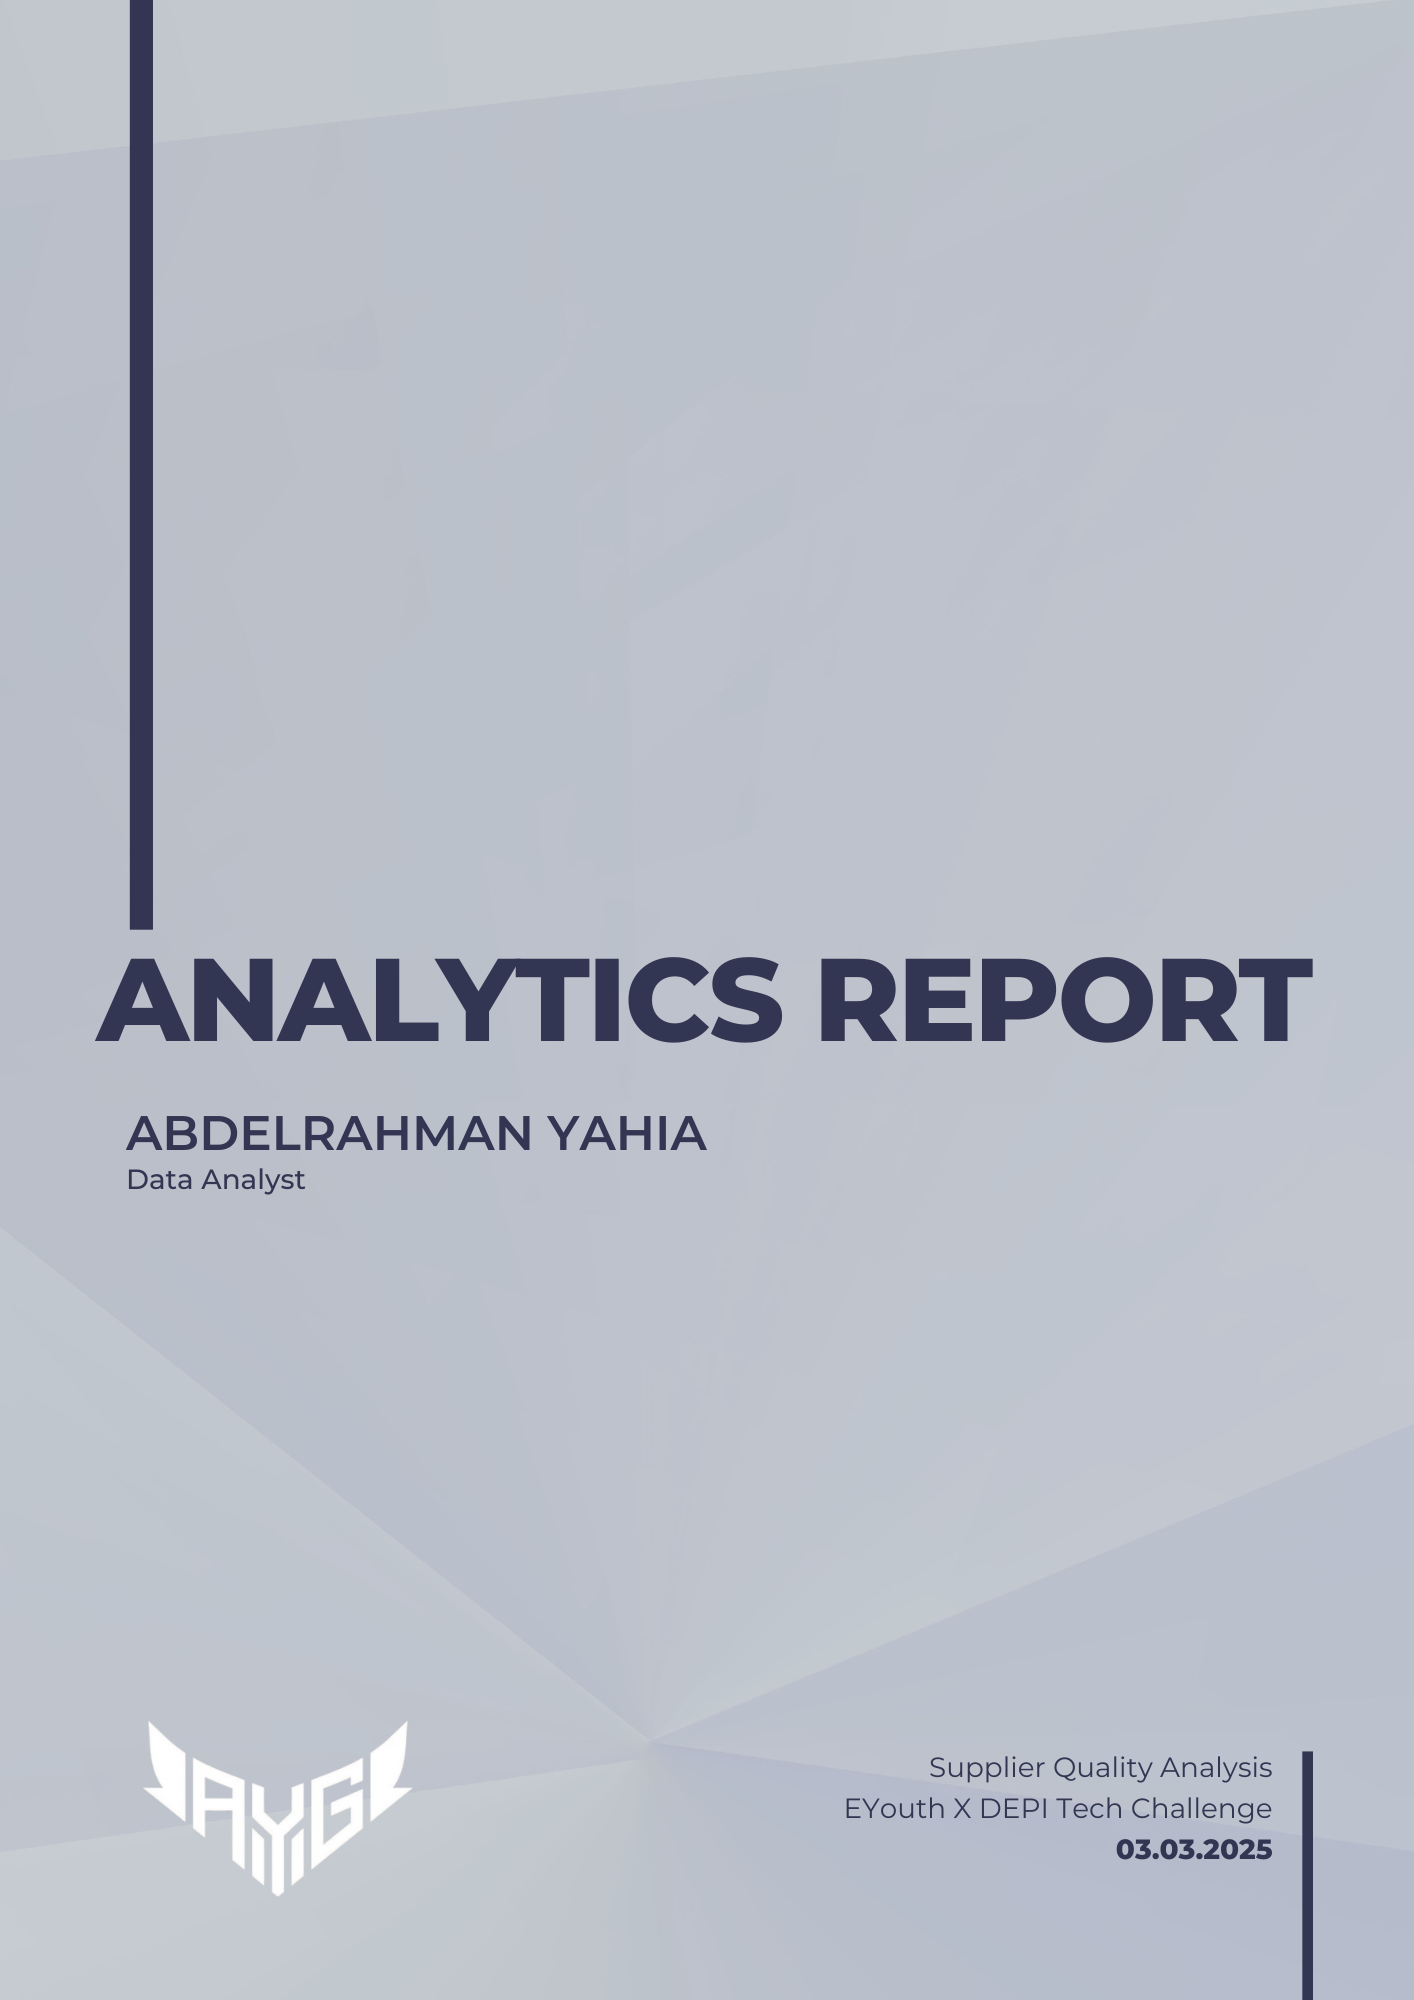 ANALYTICS REPORT
ABDELRAHMAN YAHIA
Data Analyst
AYG
Supplier Quality Analysis
EYouth X DEPI Tech Challenge
03.03.2025